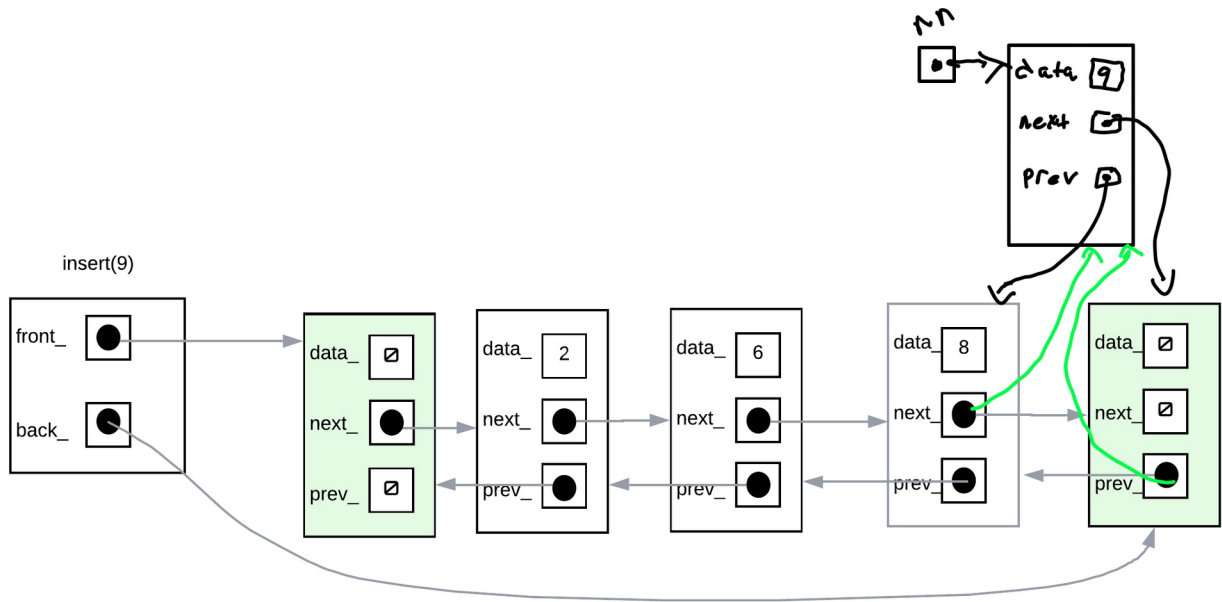 nn
data 9
next
prev
insert(9)
front_
back_
data_
next_
prev_
data_ 2
next_
prev_
data_ 6
next_
prev_
data_ 8
next_
prev_
data_
next_
prev_